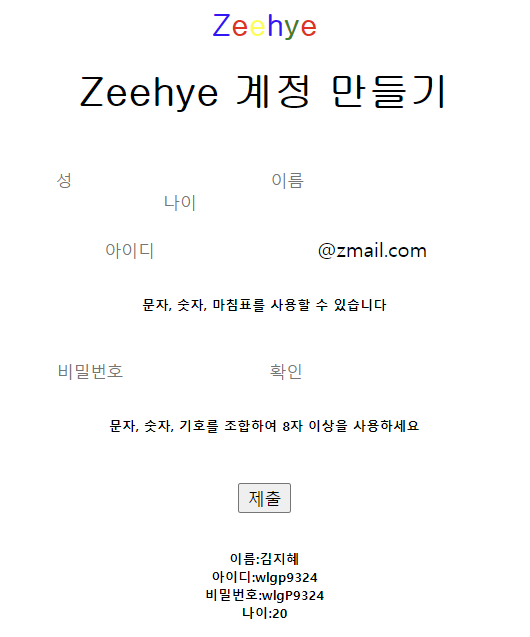 Zeehye
Zeehye 계정 만들기
성 이름
나이
아이디 @zmail.com
문자, 숫자, 마침표를 사용할 수 있습니다
비밀번호 확인
문자, 숫자, 기호를 조합하여 8자 이상을 사용하세요
제출
이름:김지혜
아이디:wlgp9324
비밀번호:wlgP9324
나이:20